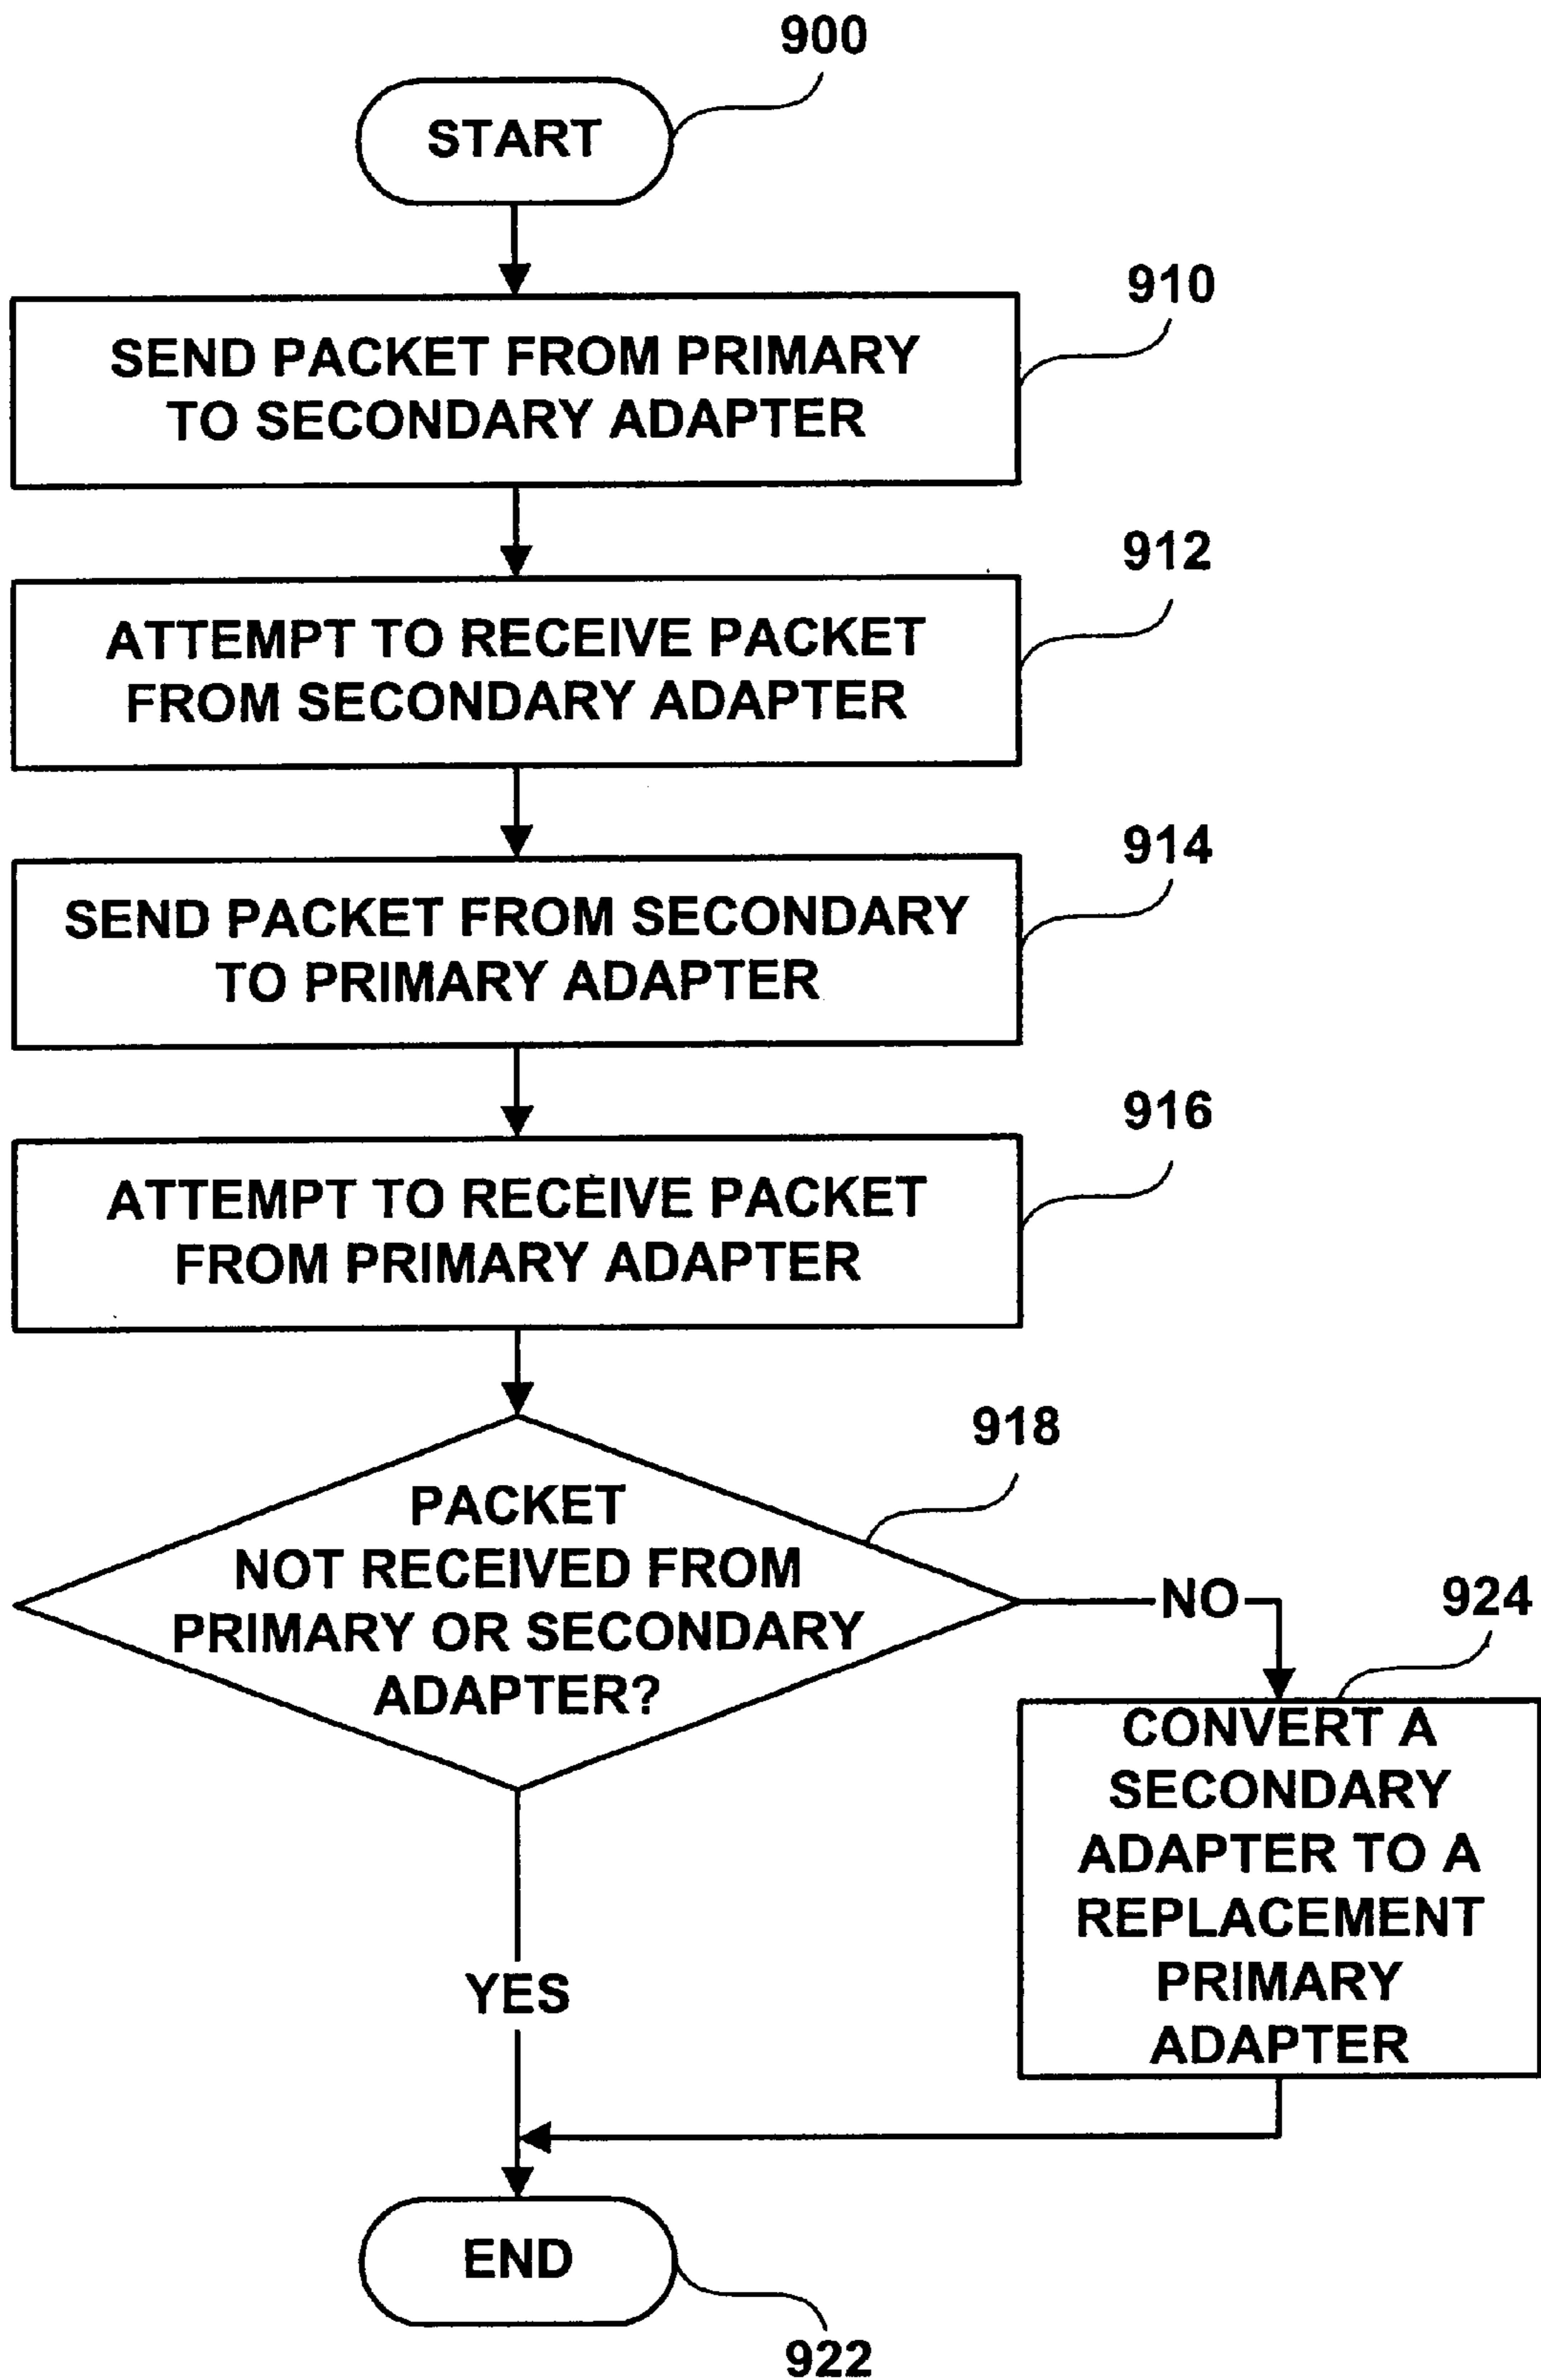 900
START
910
SEND PACKET FROM PRIMARY
TO SECONDARY ADAPTER
912
ATTEMPT TO RECEIVE PACKET
FROM SECONDARY ADAPTER
914
SEND PACKET FROM SECONDARY
TO PRIMARY ADAPTER
916
ATTEMPT TO RECEIVE PACKET
FROM PRIMARY ADAPTER
918
PACKET
NOT RECEIVED FROM
PRIMARY OR SECONDARY
ADAPTER?
NO
924
CONVERT A
SECONDARY
ADAPTER TO A
REPLACEMENT
PRIMARY
ADAPTER
YES
END
922